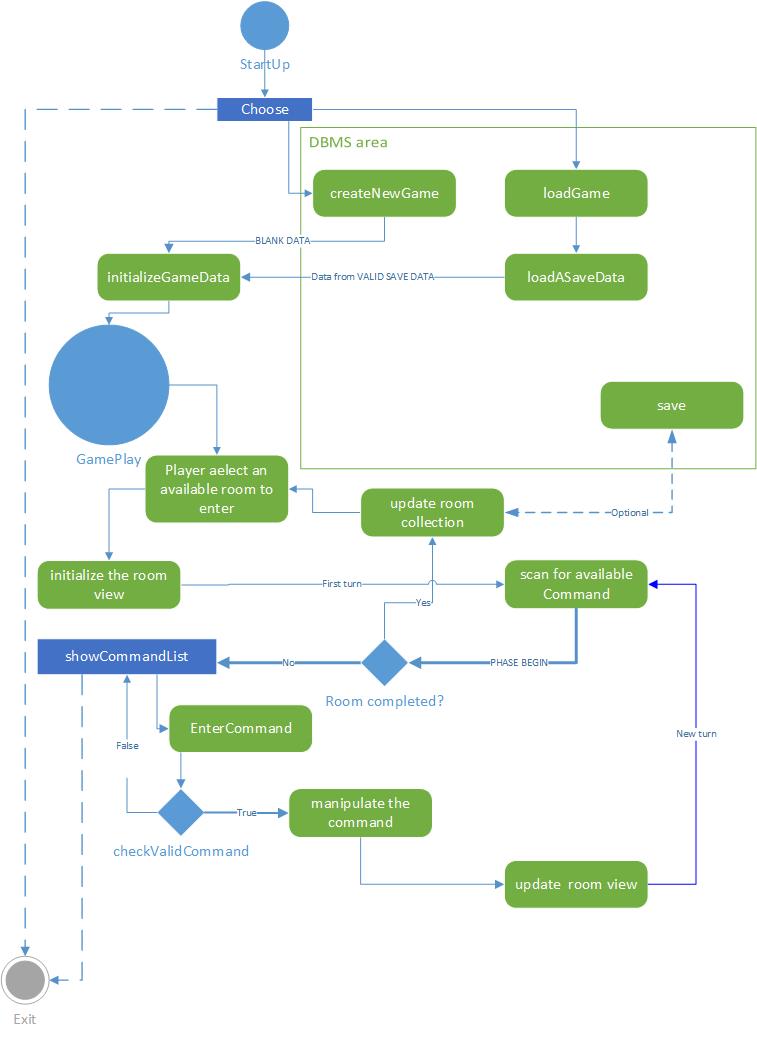 StartUp
Choose
DBMS area
createNewGame
loadGame
BLANK DATA
initializeGameData
Data from VALID SAVE DATA
loadASaveData
save
GamePlay
Player aelect an
available room to
enter
update room
collection
Optional
initialize the room
view
First turn
scan for available
Command
Yes
showCommandList
No
PHASE BEGIN
Room completed?
EnterCommand
New turn
False
True
manipulate the
command
checkValidCommand
update room view
Exit